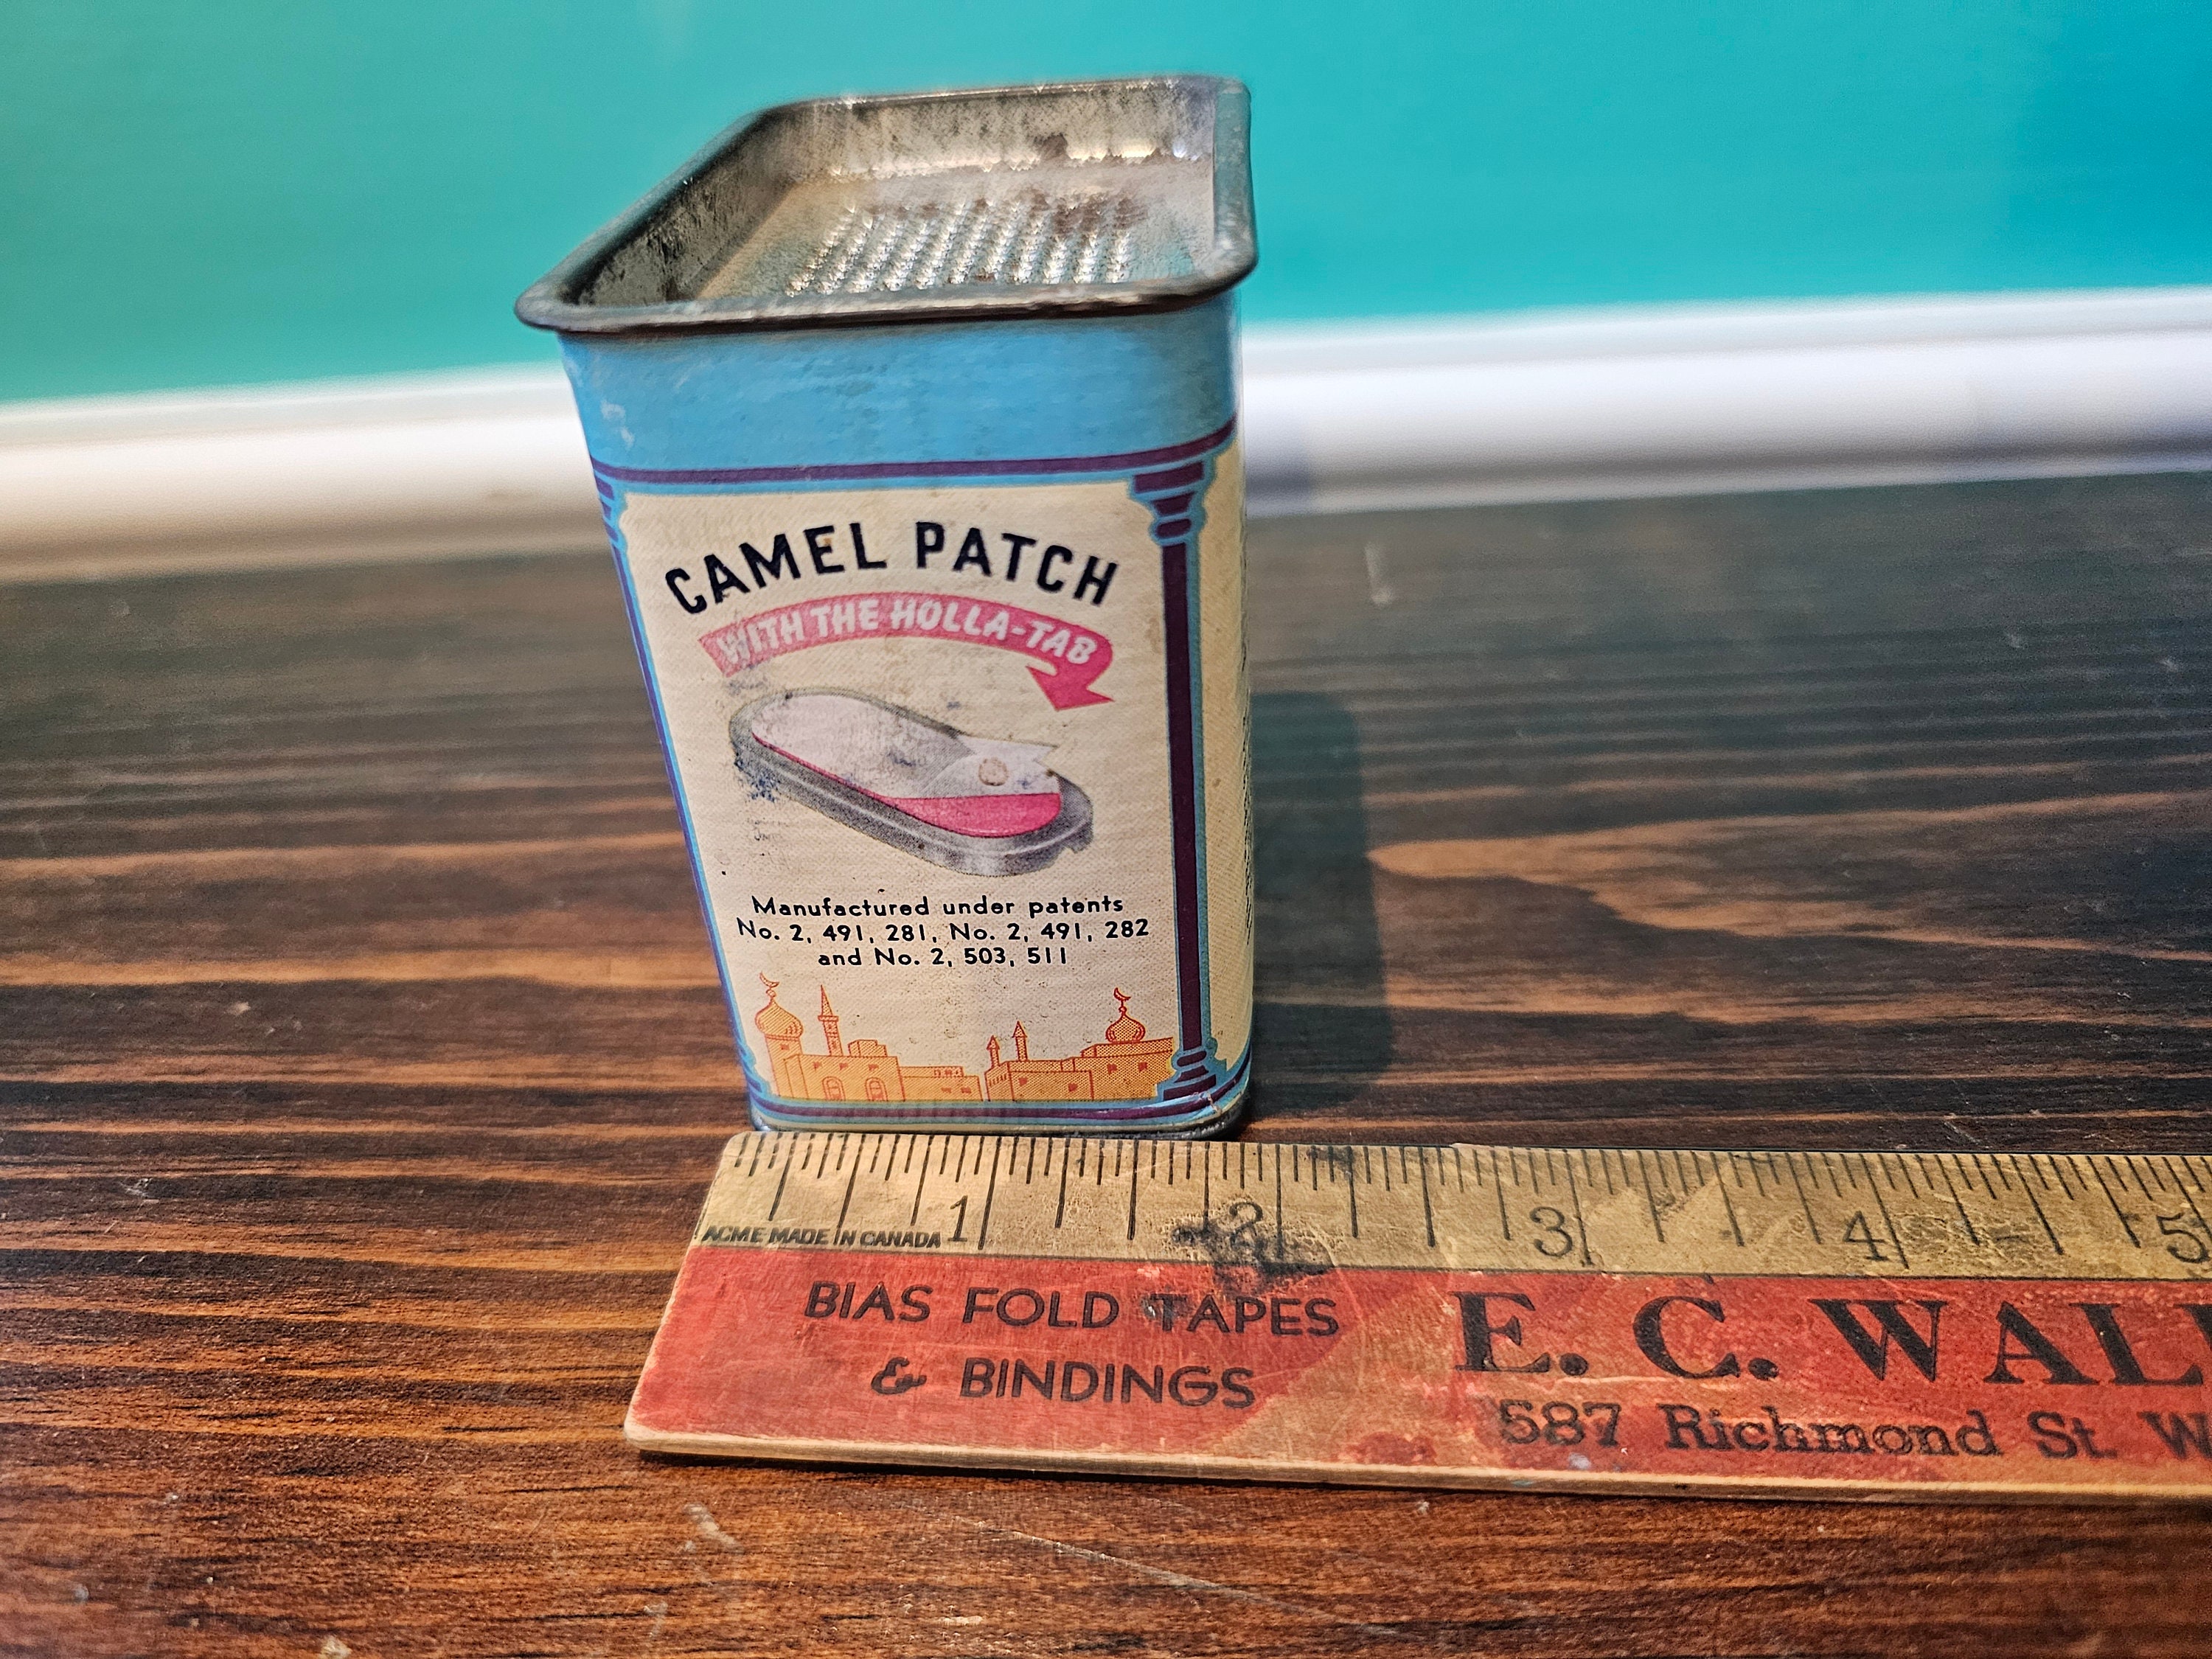 CAMEL PATCH
WITH THE HOLLA-TAB
Manufactured under patents
No. 2, 491, 281, No. 2, 491, 282
and No. 2, 503, 511
1 2 3 4 5
ACME MADE IN CANADA
BIAS FOLD TAPES
& BINDINGS
E. C. WAL
587 Richmond St. W